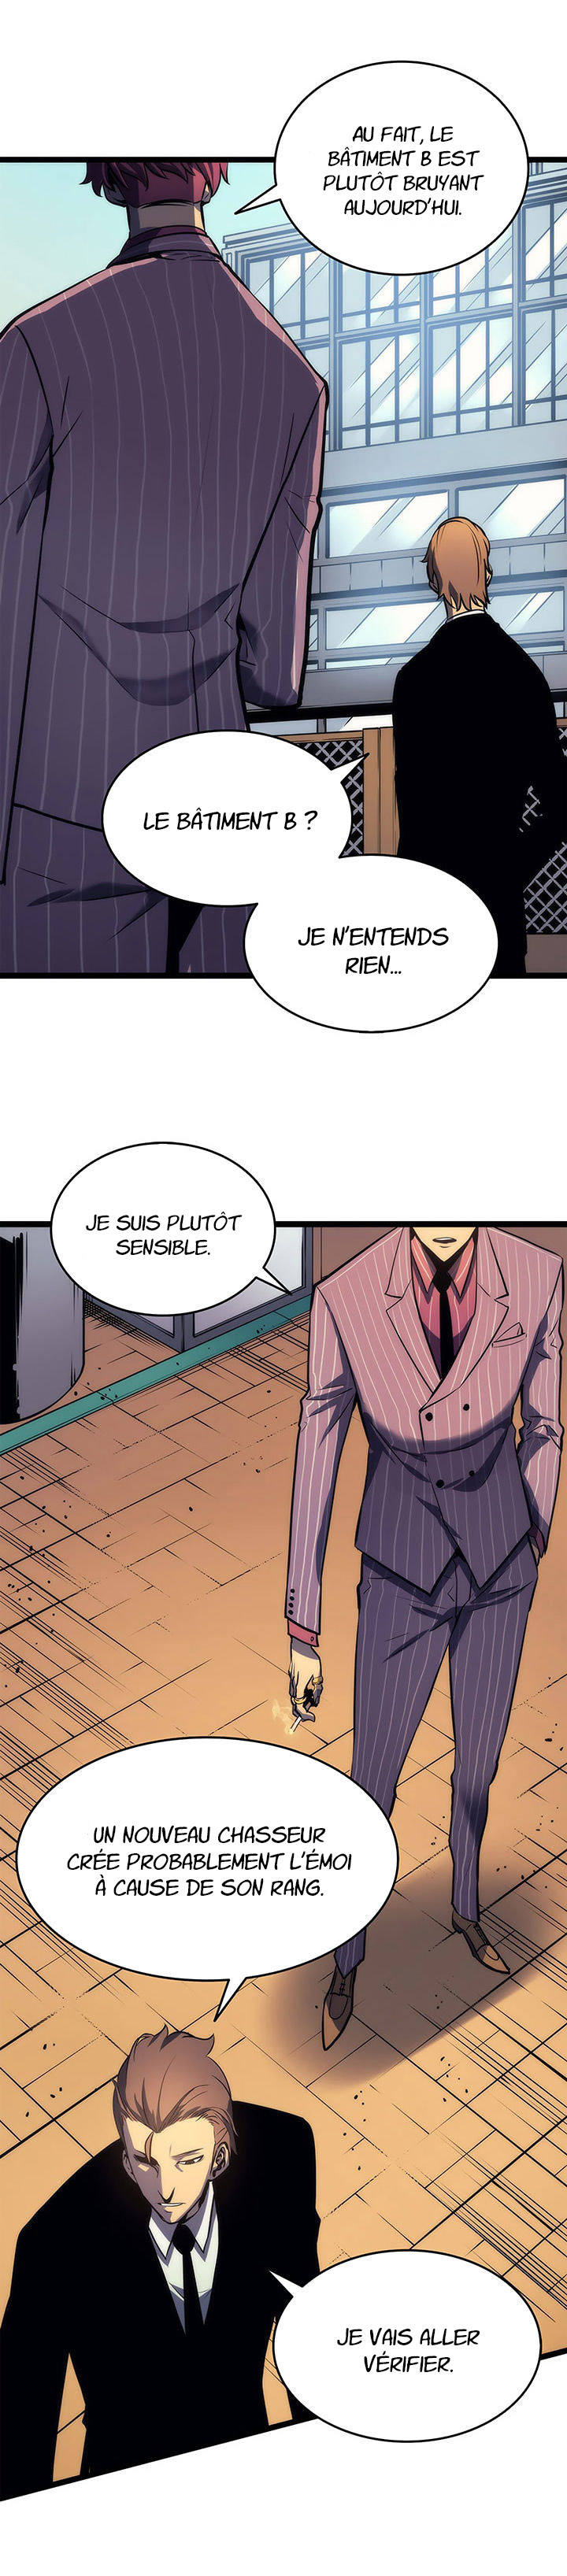 AU FAIT, LE
BÂTIMENT B EST
PLUTÔT BRUYANT
AUJOURD'HUI.
LE BÂTIMENT B ?
JE N'ENTENDS
RIEN...
JE SUIS PLUTÔT
SENSIBLE.
UN NOUVEAU CHASSEUR
CRÉE PROBABLEMENT L'ÉMOI
À CAUSE DE SON RANG.
JE VAIS ALLER
VÉRIFIER.